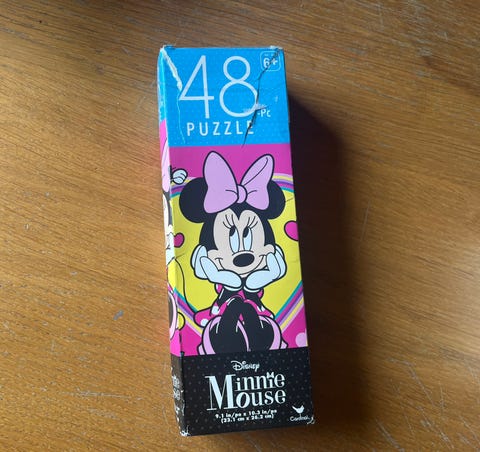 6+
48
-Pc
PUZZLE
Disney
Minnie
Mouse
9.1 in/po x 10.3 in/po
(23.1 cm x 26.2 cm)
Cardinal